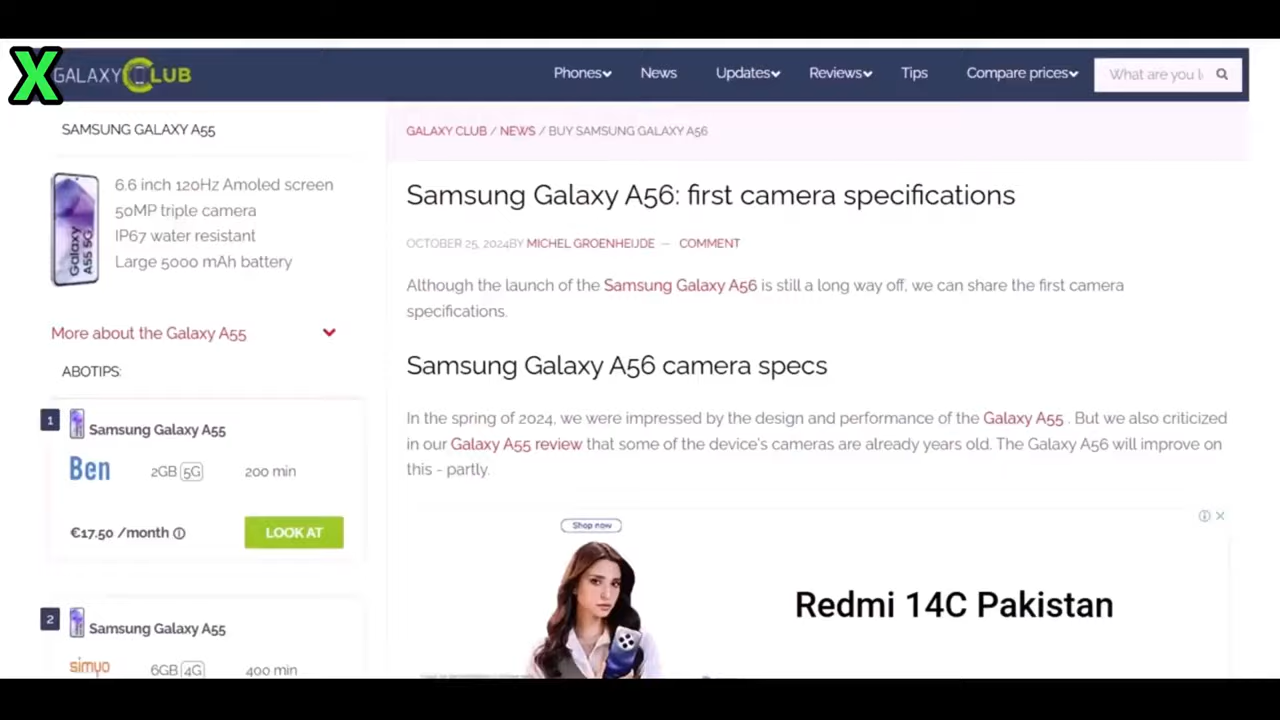 X
GALAXY CLUB
Phones News Updates Reviews Tips Compare prices What are you l
SAMSUNG GALAXY A55
6.6 inch 120Hz Amoled screen
50MP triple camera
IP67 water resistant
Large 5000 mAh battery
Galaxy
A55 5G
More about the Galaxy A55
ABOTIPS:
1 Samsung Galaxy A55
Ben 2GB 5G 200 min
€17.50 /month LOOK AT
2 Samsung Galaxy A55
simyo 6GB 4G 400 min
GALAXY CLUB / NEWS / BUY SAMSUNG GALAXY A56
Samsung Galaxy A56: first camera specifications
OCTOBER 25, 2024BY MICHEL GROENHEIJDE — COMMENT
Although the launch of the Samsung Galaxy A56 is still a long way off, we can share the first camera
specifications.
Samsung Galaxy A56 camera specs
In the spring of 2024, we were impressed by the design and performance of the Galaxy A55 . But we also criticized
in our Galaxy A55 review that some of the device's cameras are already years old. The Galaxy A56 will improve on
this - partly.
Shop now
Redmi 14C Pakistan